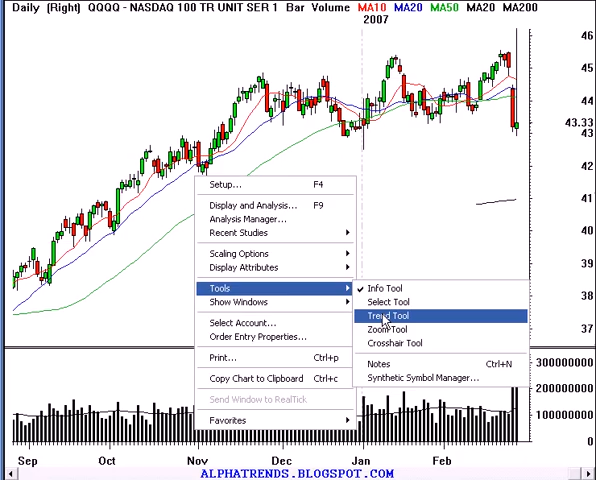 Daily (Right) QQQQ - NASDAQ 100 TR UNIT SER 1 Bar Volume MA10 MA20 MA50 MA20 MA200
2007
46
45
44
43.33
43
42
41
40
39
38
37
Setup... F4
Display and Analysis... F9
Analysis Manager...
Recent Studies
Scaling Options
Display Attributes
Tools
Show Windows
Select Account...
Order Entry Properties...
Print... Ctrl+p
Copy Chart to Clipboard Ctrl+c
Send Window to RealTick
Favorites
Info Tool
Select Tool
Trend Tool
Zoom Tool
Crosshair Tool
Notes Ctrl+N
Synthetic Symbol Manager...
300000000
200000000
100000000
0
Sep Oct Nov Dec 2007 Feb
ALPHATRENDS.BLOGSPOT.COM